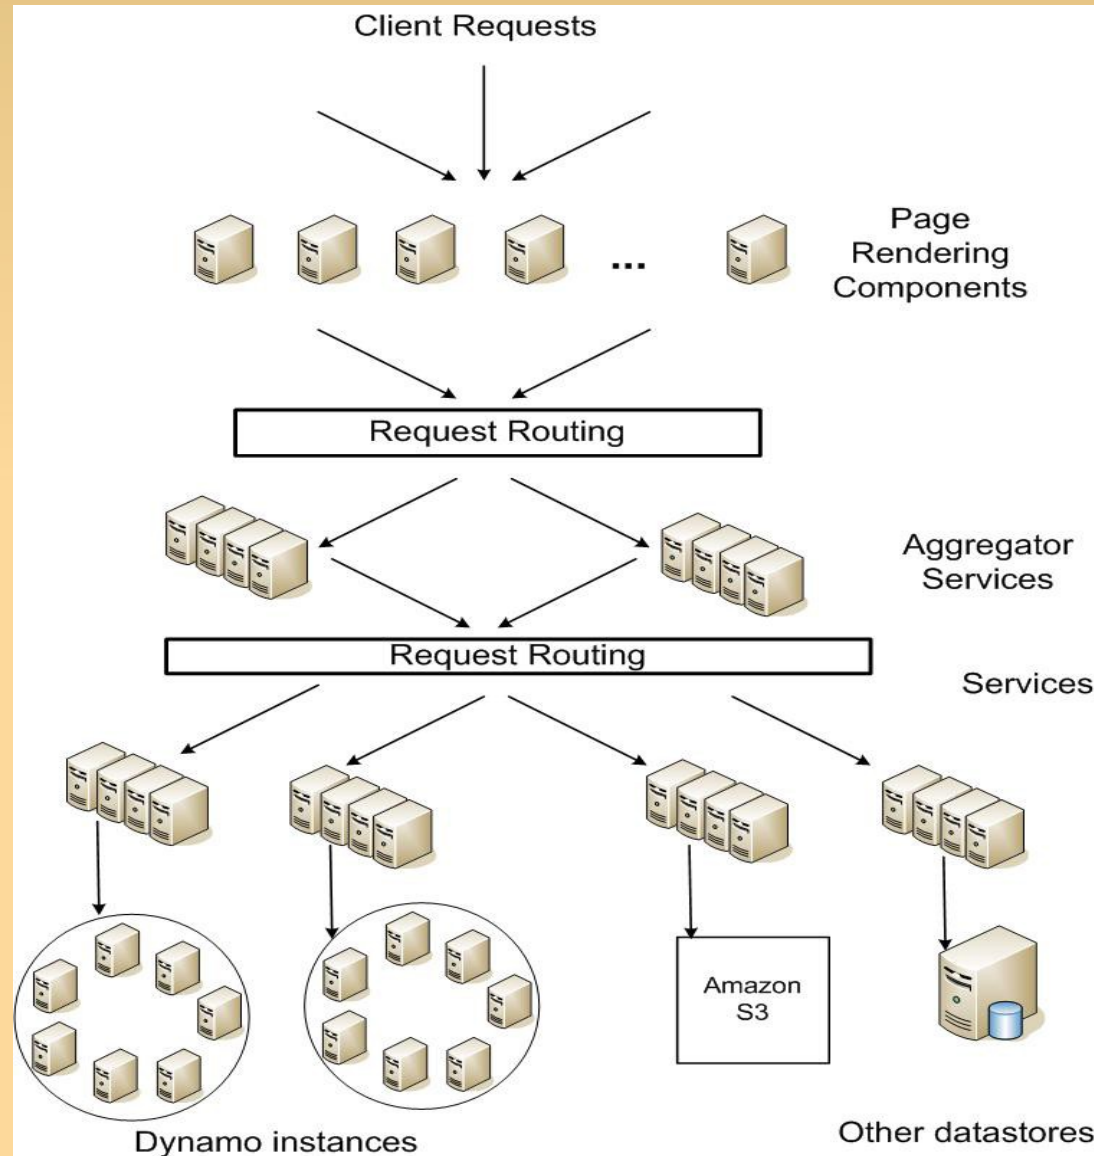 Client Requests
Page
Rendering
Components
...
Request Routing
Aggregator
Services
Request Routing
Services
Amazon
S3
Dynamo instances
Other datastores